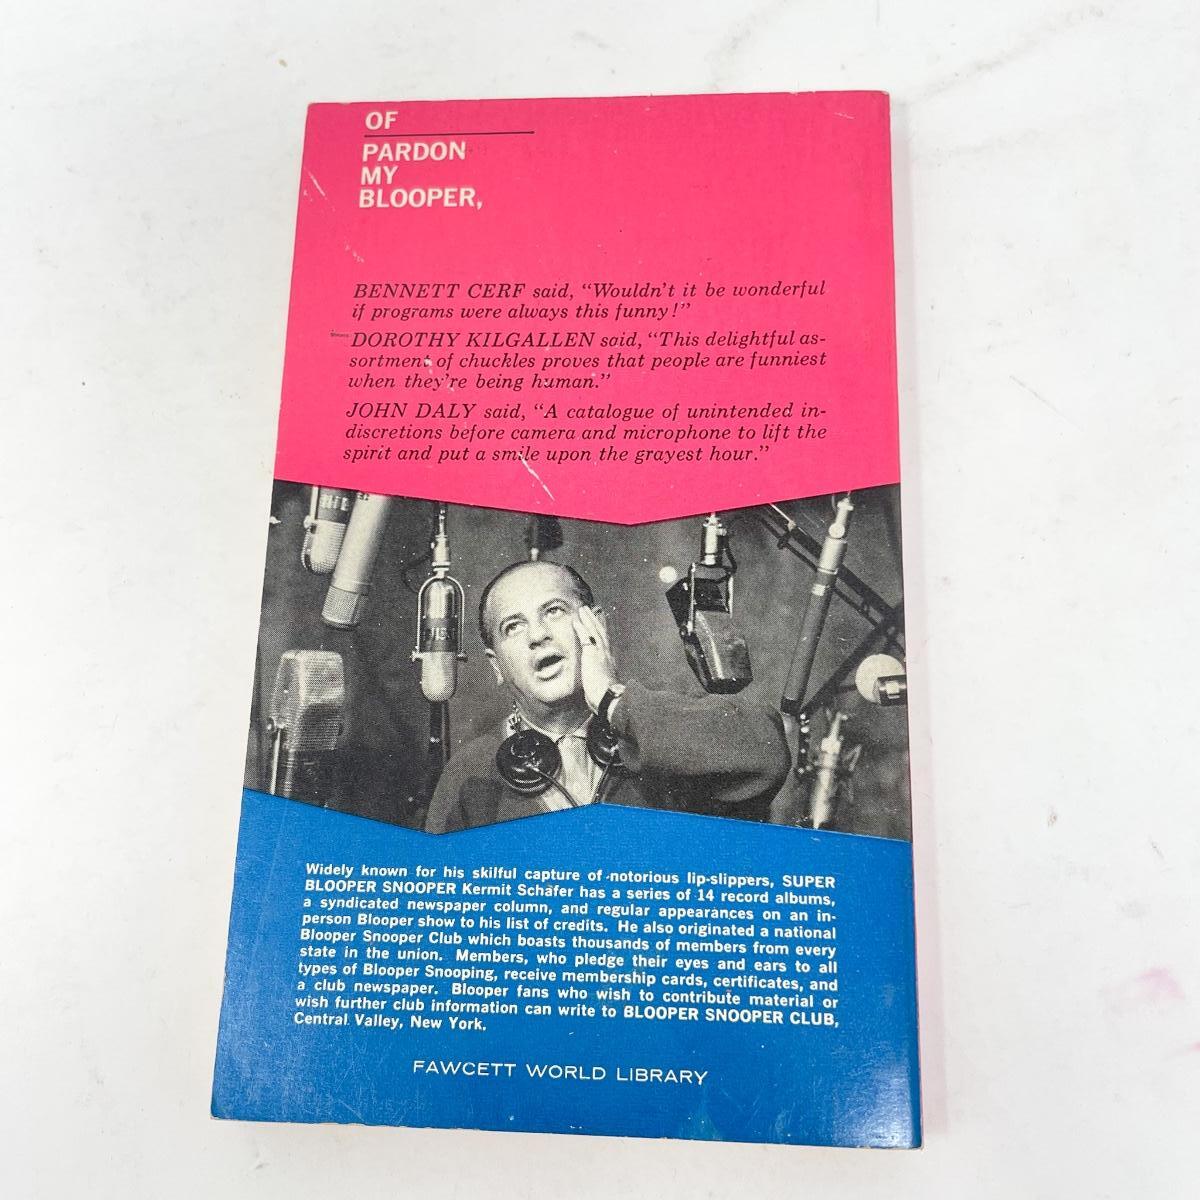 OF
PARDON
MY
BLOOPER,
BENNETT CERF said, “Wouldn’t it be wonderful
if programs were always this funny!”
DOROTHY KILGALLEN said, “This delightful as-
sortment of chuckles proves that people are funniest
when they’re being human.”
JOHN DALY said, “A catalogue of unintended in-
discretions before camera and microphone to lift the
spirit and put a smile upon the grayest hour.”
Widely known for his skilful capture of notorious lip-slippers, SUPER
BLOOPER SNOOPER Kermit Schafer has a series of 14 record albums,
a syndicated newspaper column, and regular appearances on an in-
person Blooper show to his list of credits. He also originated a national
Blooper Snooper Club which boasts thousands of members from every
state in the union. Members, who pledge their eyes and ears to all
types of Blooper Snooping, receive membership cards, certificates, and
a club newspaper. Blooper fans who wish to contribute material or
wish further club information can write to BLOOPER SNOOPER CLUB,
Central Valley, New York.
FAWCETT WORLD LIBRARY